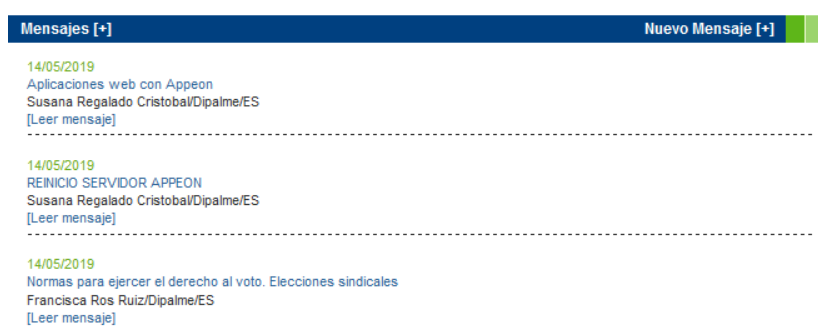 Mensajes [+] Nuevo Mensaje [+]
14/05/2019
Aplicaciones web con Appeon
Susana Regalado Cristobal/Dipalme/ES
[Leer mensaje]
14/05/2019
REINICIO SERVIDOR APPEON
Susana Regalado Cristobal/Dipalme/ES
[Leer mensaje]
14/05/2019
Normas para ejercer el derecho al voto. Elecciones sindicales
Francisca Ros Ruiz/Dipalme/ES
[Leer mensaje]